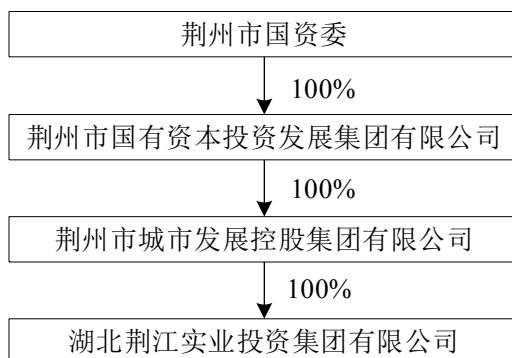 荆州市国资委
100%
荆州市国有资本投资发展集团有限公司
100%
荆州市城市发展控股集团有限公司
100%
湖北荆江实业投资集团有限公司